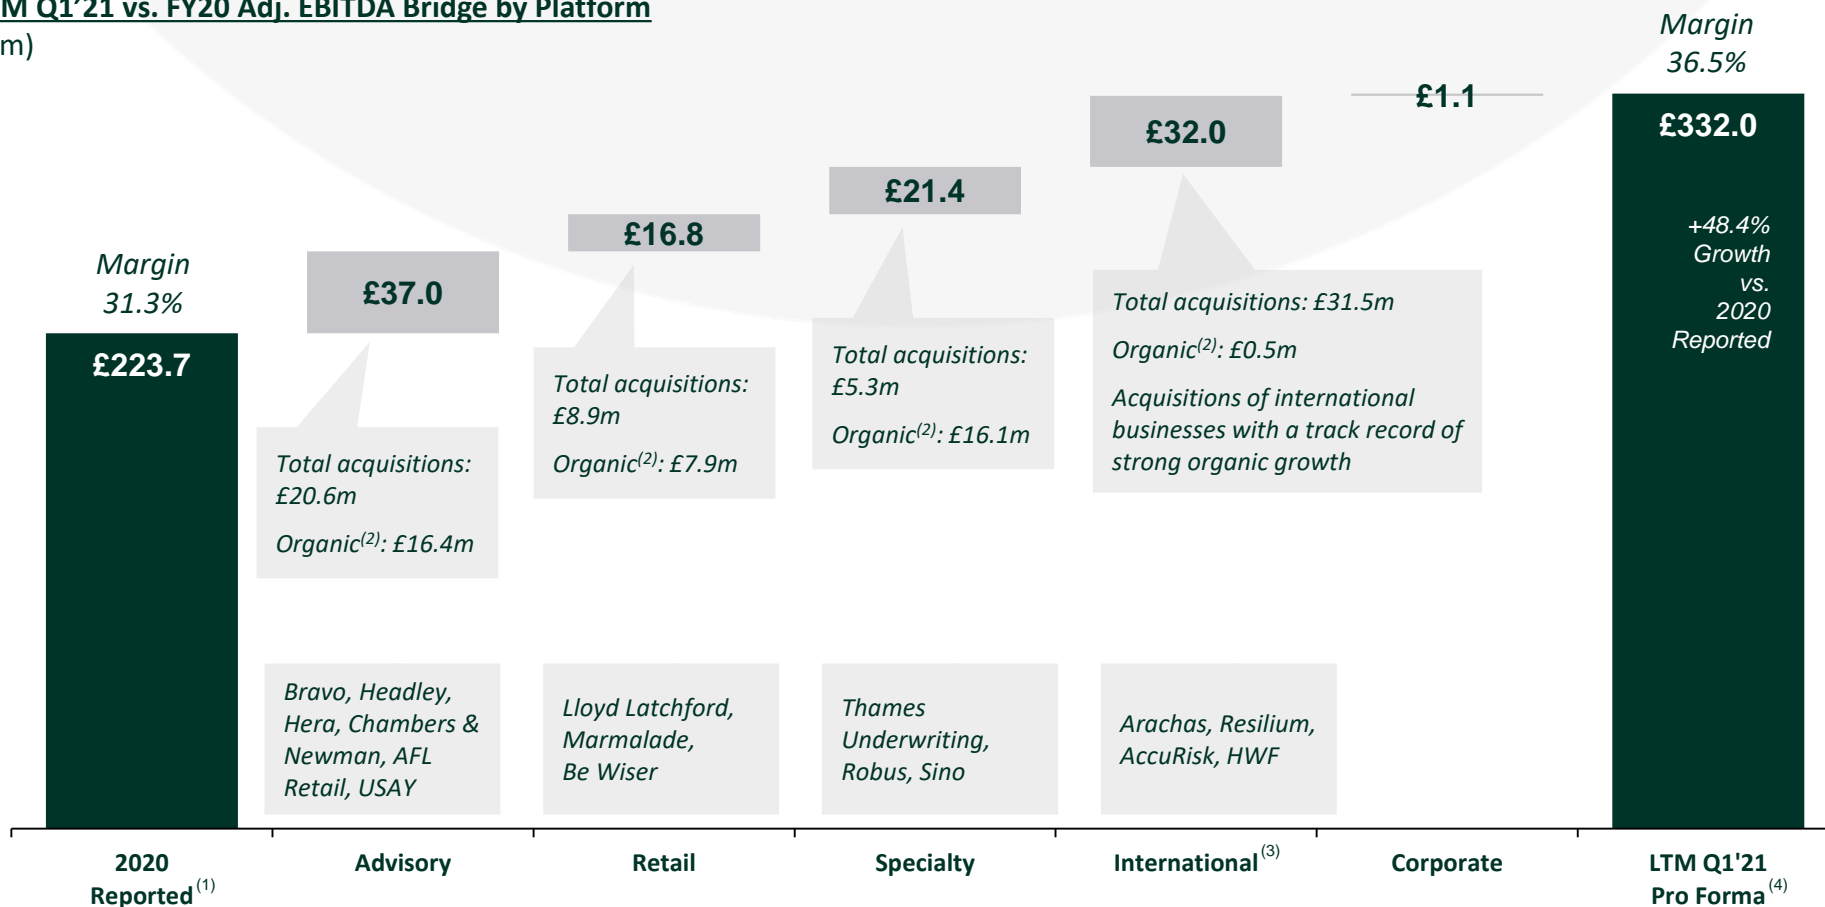 M Q1'21 vs. FY20 Adj. EBITDA Bridge by Platform
m)
Margin
31.3%
£223.7
£37.0
£16.8
£21.4
£32.0
£1.1
Margin
36.5%
£332.0
+48.4%
Growth
vs.
2020
Reported
Total acquisitions:
£20.6m
Organic(2): £16.4m
Total acquisitions:
£8.9m
Organic(2): £7.9m
Total acquisitions:
£5.3m
Organic(2): £16.1m
Total acquisitions: £31.5m
Organic(2): £0.5m
Acquisitions of international
businesses with a track record of
strong organic growth
Bravo, Headley,
Hera, Chambers &
Newman, AFL
Retail, USAY
Lloyd Latchford,
Marmalade,
Be Wiser
Thames
Underwriting,
Robus, Sino
Arachas, Resilium,
AccuRisk, HWF
2020
Reported(1)
Advisory
Retail
Specialty
International(3)
Corporate
LTM Q1'21
Pro Forma(4)